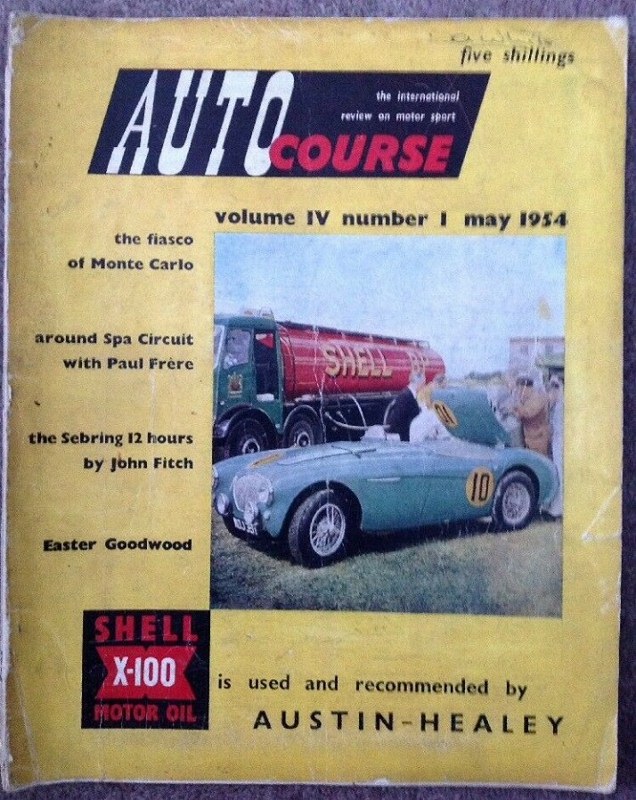 five shillings
AUTO COURSE
the international
review on motor sport
volume IV number 1 may 1954
the fiasco
of Monte Carlo
around Spa Circuit
with Paul Frère
the Sebring 12 hours
by John Fitch
Easter Goodwood
SHELL
10
10
SHELL
X-100
MOTOR OIL
is used and recommended by
AUSTIN-HEALEY